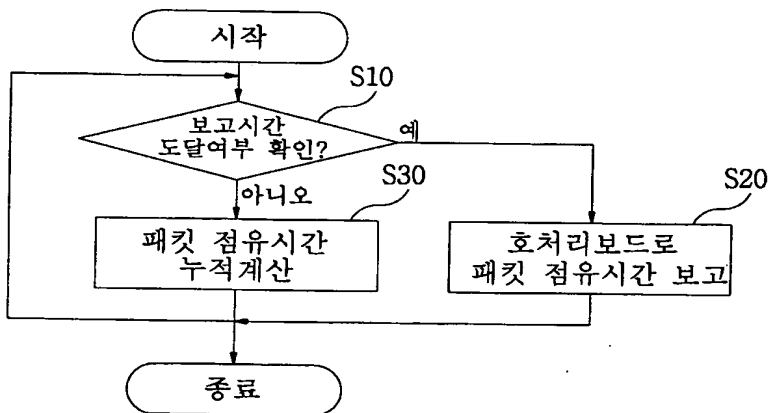 시작
S10
보고시간
도달여부 확인?
예
아니오
S30
패킷 점유시간
누적계산
S20
호처리보드로
패킷 점유시간 보고
종료